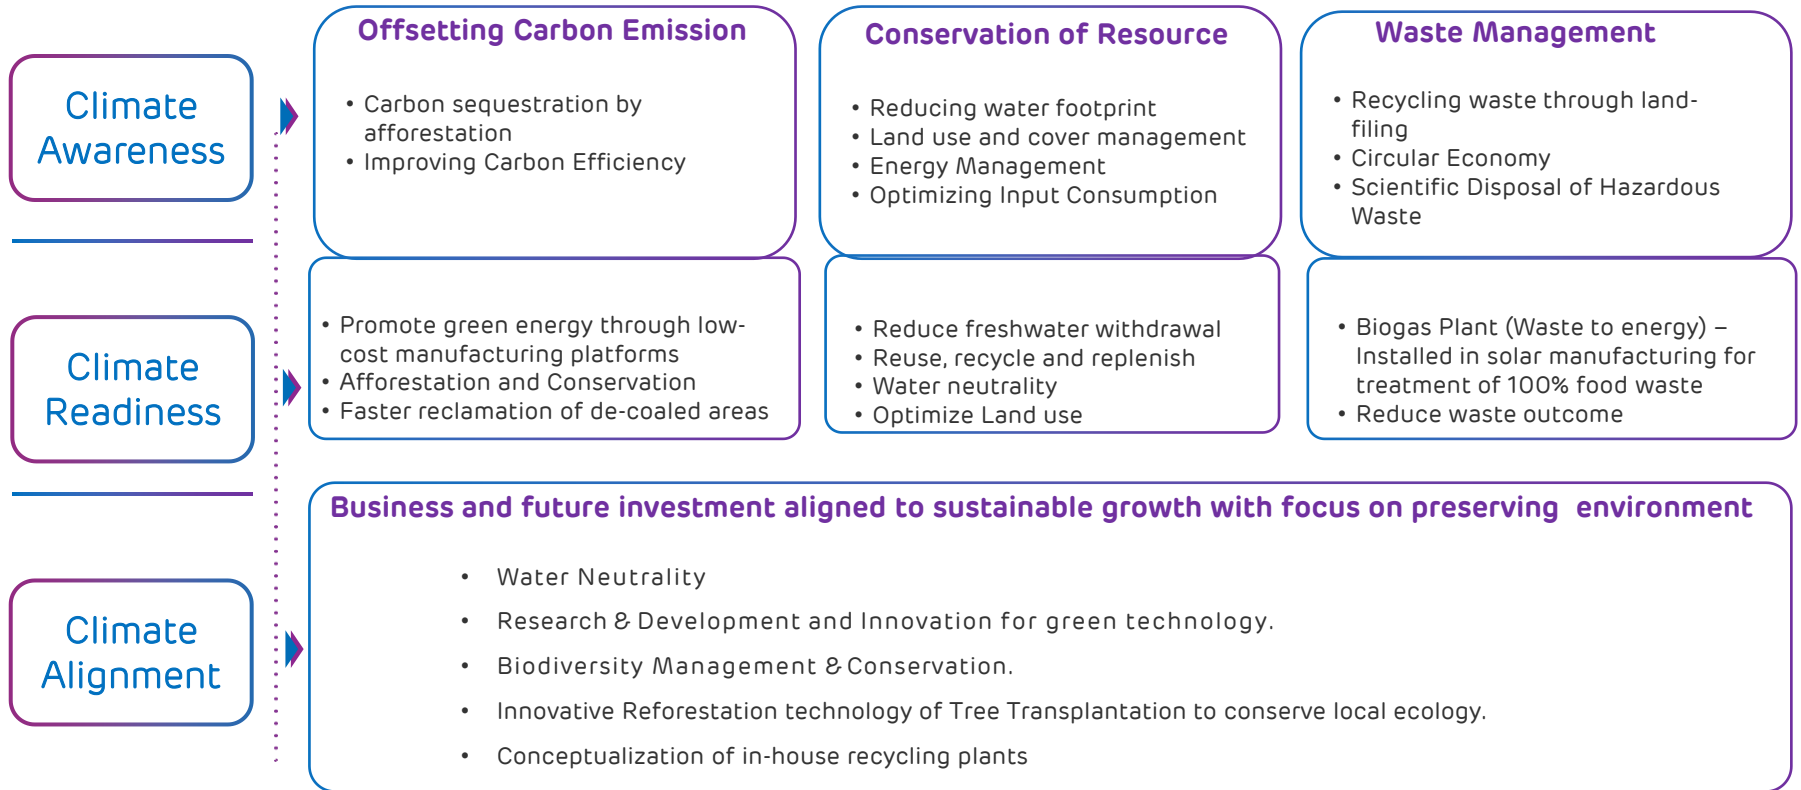 Climate
Awareness
Offsetting Carbon Emission
• Carbon sequestration by
afforestation
• Improving Carbon Efficiency
Conservation of Resource
• Reducing water footprint
• Land use and cover management
• Energy Management
• Optimizing Input Consumption
Waste Management
• Recycling waste through land-
filing
• Circular Economy
• Scientific Disposal of Hazardous
Waste
Climate
Readiness
• Promote green energy through low-
cost manufacturing platforms
• Afforestation and Conservation
• Faster reclamation of de-coaled areas
• Reduce freshwater withdrawal
• Reuse, recycle and replenish
• Water neutrality
• Optimize Land use
• Biogas Plant (Waste to energy) –
Installed in solar manufacturing for
treatment of 100% food waste
• Reduce waste outcome
Climate
Alignment
Business and future investment aligned to sustainable growth with focus on preserving environment
• Water Neutrality
• Research & Development and Innovation for green technology.
• Biodiversity Management & Conservation.
• Innovative Reforestation technology of Tree Transplantation to conserve local ecology.
• Conceptualization of in-house recycling plants